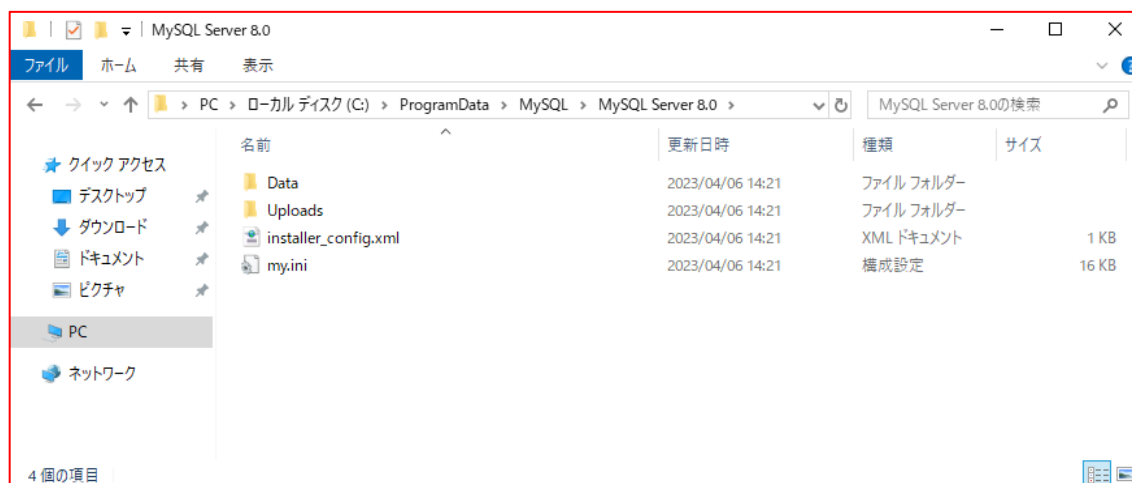 MySQL Server 8.0
ファイル ホーム 共有 表示
PC > ローカル ディスク (C:) > ProgramData > MySQL > MySQL Server 8.0 > MySQL Server 8.0の検索
名前 更新日時 種類 サイズ
クイック アクセス
デスクトップ
ダウンロード
ドキュメント
ピクチャ
PC
ネットワーク
Data 2023/04/06 14:21 ファイル フォルダー
Uploads 2023/04/06 14:21 ファイル フォルダー
installer_config.xml 2023/04/06 14:21 XML ドキュメント 1 KB
my.ini 2023/04/06 14:21 構成設定 16 KB
4 個の項目